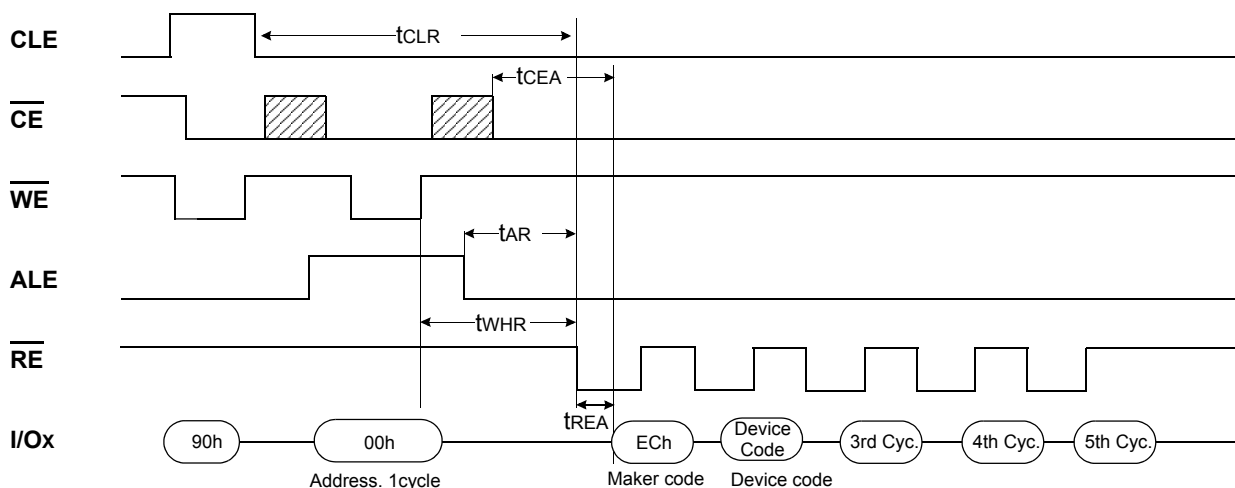 CLE
tCLR
tCEA
CE
WE
tAR
ALE
tWHR
RE
tREA
I/Ox
90h
00h
ECh
Device
Code
3rd Cyc.
4th Cyc.
5th Cyc.
Address. 1cycle
Maker code
Device code